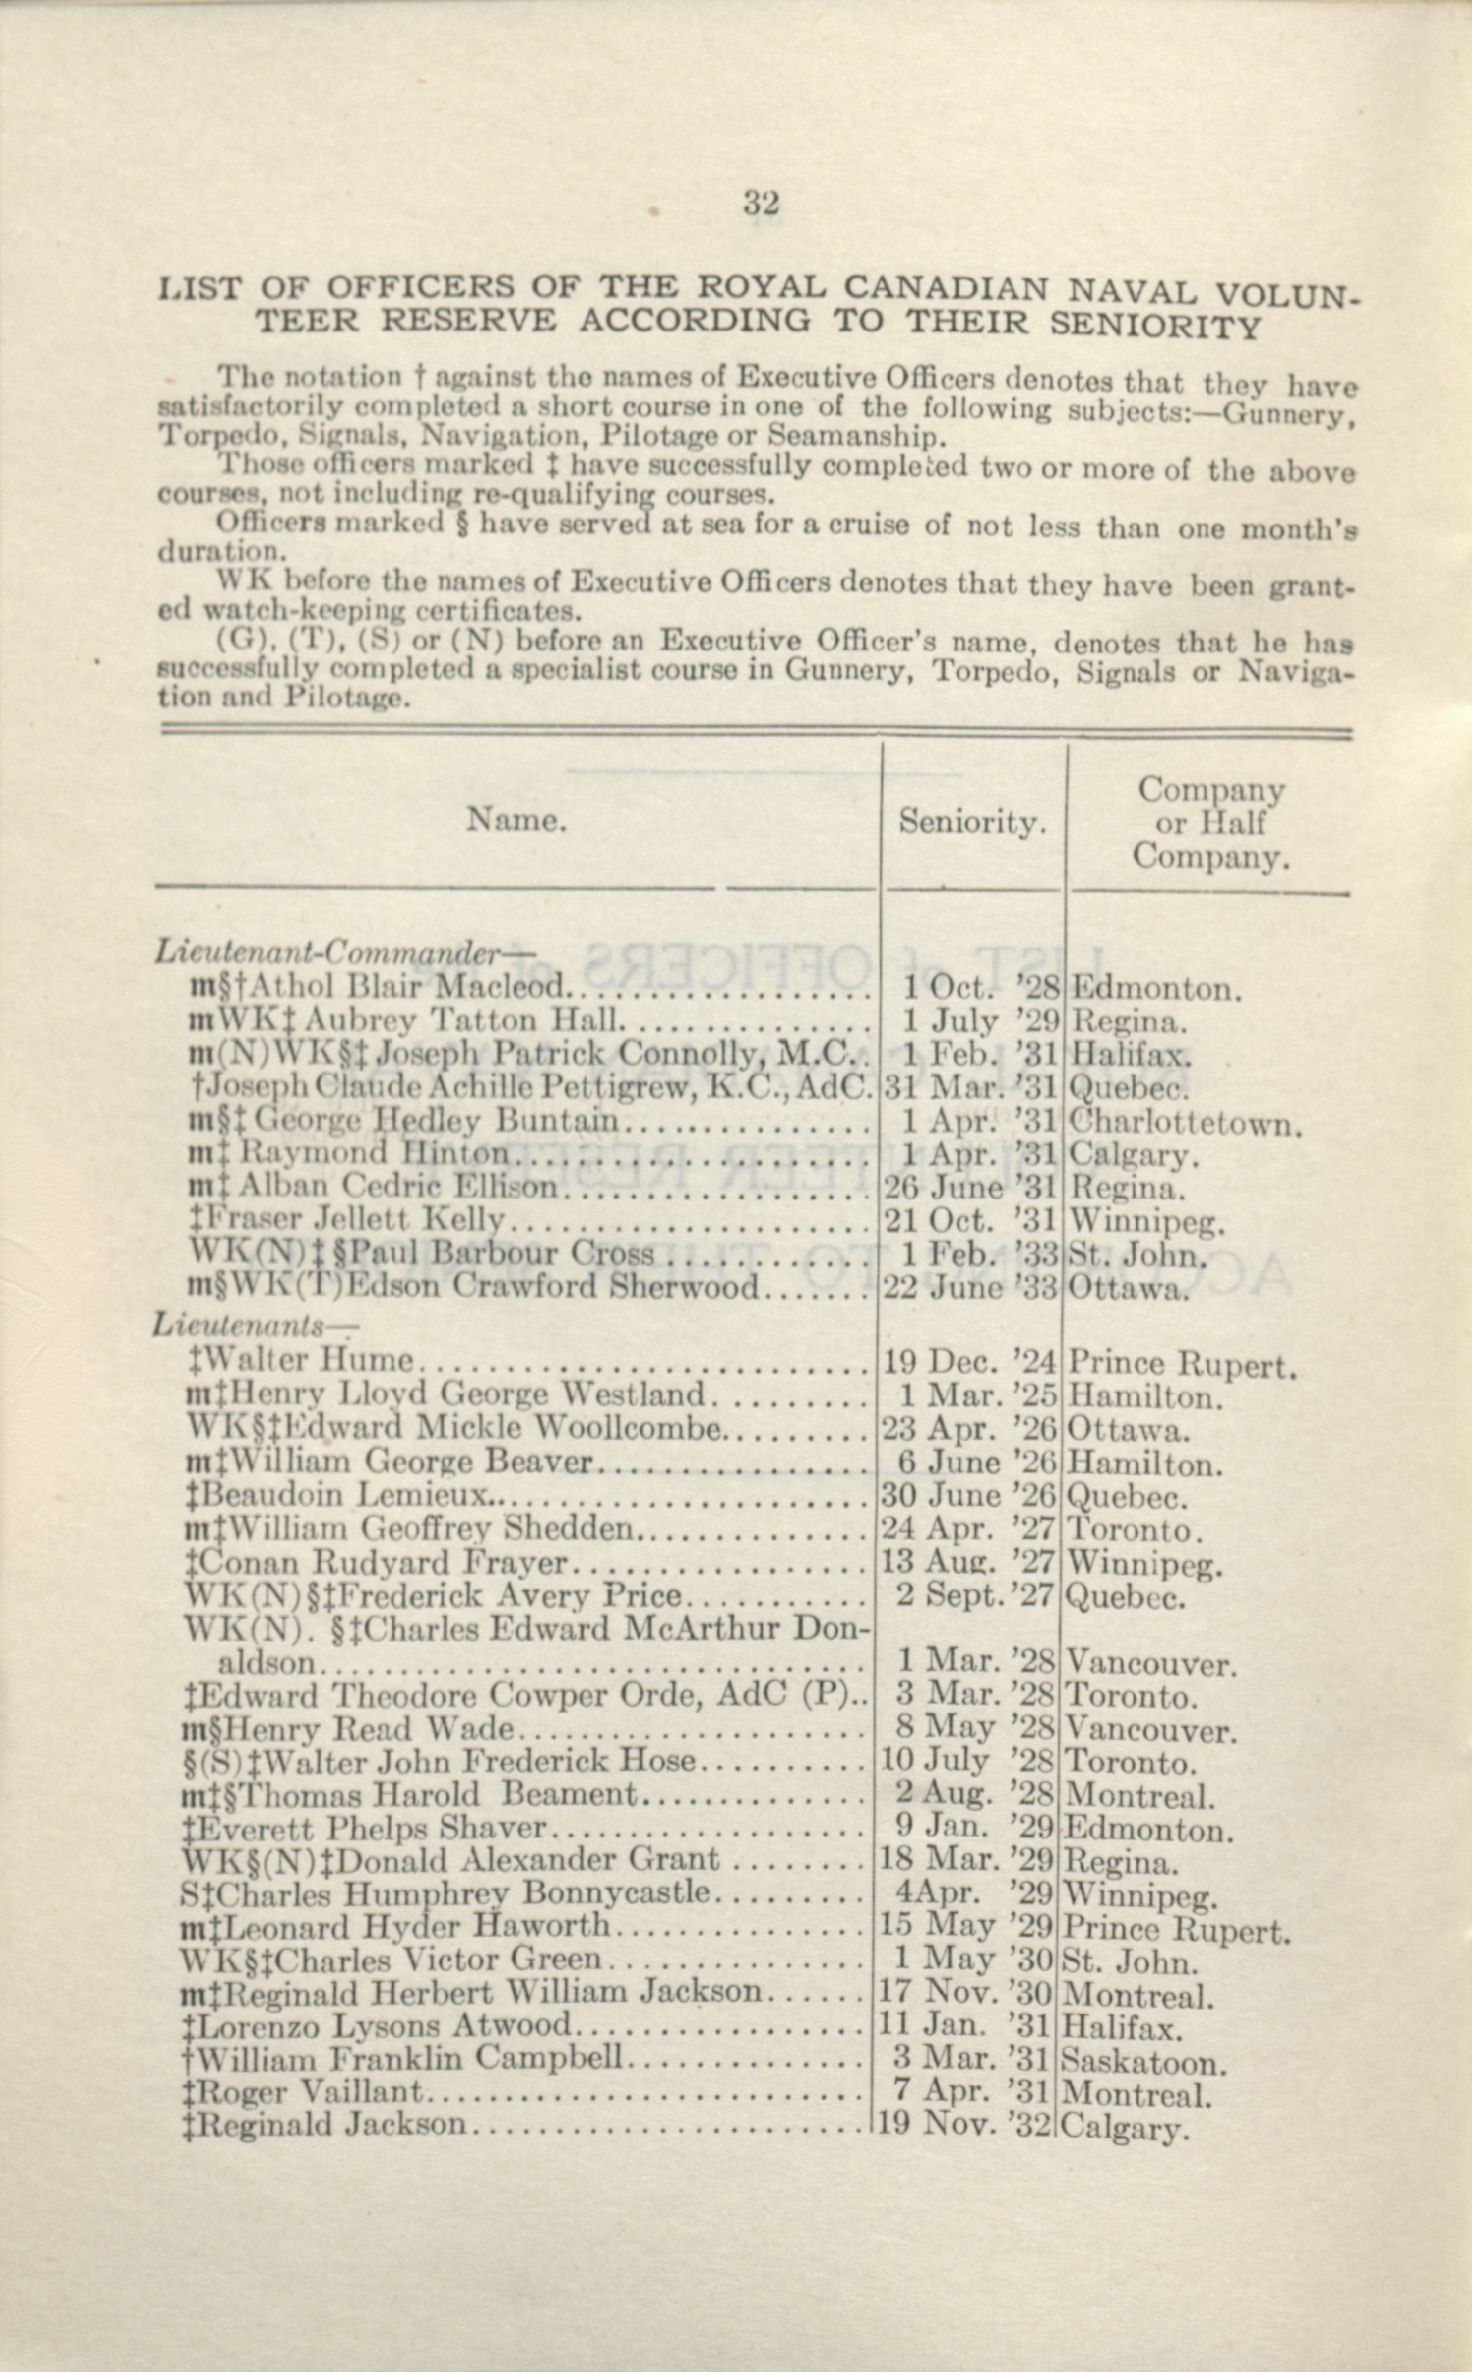 32
LIST OF OFFICERS OF THE ROYAL CANADIAN NAVAL VOLUN-
TEER RESERVE ACCORDING TO THEIR SENIORITY
The notation † against the names of Executive Officers denotes that they have
satisfactorily completed a short course in one of the following subjects:—Gunnery,
Torpedo, Signals, Navigation, Pilotage or Seamanship.
Those officers marked ‡ have successfully completed two or more of the above
courses, not including re-qualifying courses.
Officers marked § have served at sea for a cruise of not less than one month's
duration.
WK before the names of Executive Officers denotes that they have been grant-
ed watch-keeping certificates.
(G), (T), (S) or (N) before an Executive Officer's name, denotes that he has
successfully completed a specialist course in Gunnery, Torpedo, Signals or Naviga-
tion and Pilotage.
Name. Seniority. Company
or Half
Company.
Lieutenant-Commander—
m§†Athol Blair Macleod.................. 1 Oct. '28 Edmonton.
mWK‡ Aubrey Tatton Hall................ 1 July '29 Regina.
m(N)WK§‡ Joseph Patrick Connolly, M.C.. 1 Feb. '31 Halifax.
†Joseph Claude Achille Pettigrew, K.C., AdC. 31 Mar. '31 Quebec.
m§‡ George Hedley Buntain............... 1 Apr. '31 Charlottetown.
m‡ Raymond Hinton...................... 1 Apr. '31 Calgary.
m‡ Alban Cedric Ellison................... 26 June '31 Regina.
‡Fraser Jellett Kelly...................... 21 Oct. '31 Winnipeg.
WK(N)‡§Paul Barbour Cross ............. 1 Feb. '33 St. John.
m§WK(T)Edson Crawford Sherwood....... 22 June '33 Ottawa.
Lieutenants—
‡Walter Hume............................ 19 Dec. '24 Prince Rupert.
m‡Henry Lloyd George Westland.......... 1 Mar. '25 Hamilton.
WK§‡Edward Mickle Woollcombe......... 23 Apr. '26 Ottawa.
m‡William George Beaver................. 6 June '26 Hamilton.
‡Beaudoin Lemieux....................... 30 June '26 Quebec.
m‡William Geoffrey Shedden.............. 24 Apr. '27 Toronto.
‡Conan Rudyard Frayer.................. 13 Aug. '27 Winnipeg.
WK(N)§‡Frederick Avery Price........... 2 Sept. '27 Quebec.
WK(N). §‡Charles Edward McArthur Don-
aldson.................................. 1 Mar. '28 Vancouver.
‡Edward Theodore Cowper Orde, AdC (P).. 3 Mar. '28 Toronto.
m§Henry Read Wade..................... 8 May '28 Vancouver.
§(S)‡Walter John Frederick Hose.......... 10 July '28 Toronto.
m‡§Thomas Harold Beament.............. 2 Aug. '28 Montreal.
‡Everett Phelps Shaver................... 9 Jan. '29 Edmonton.
WK§(N)‡Donald Alexander Grant ........ 18 Mar. '29 Regina.
S‡Charles Humphrey Bonnycastle......... 4Apr. '29 Winnipeg.
m‡Leonard Hyder Haworth............... 15 May '29 Prince Rupert.
WK§‡Charles Victor Green............... 1 May '30 St. John.
m‡Reginald Herbert William Jackson...... 17 Nov. '30 Montreal.
‡Lorenzo Lysons Atwood.................. 11 Jan. '31 Halifax.
†William Franklin Campbell............... 3 Mar. '31 Saskatoon.
‡Roger Vaillant........................... 7 Apr. '31 Montreal.
‡Reginald Jackson........................ 19 Nov. '32 Calgary.